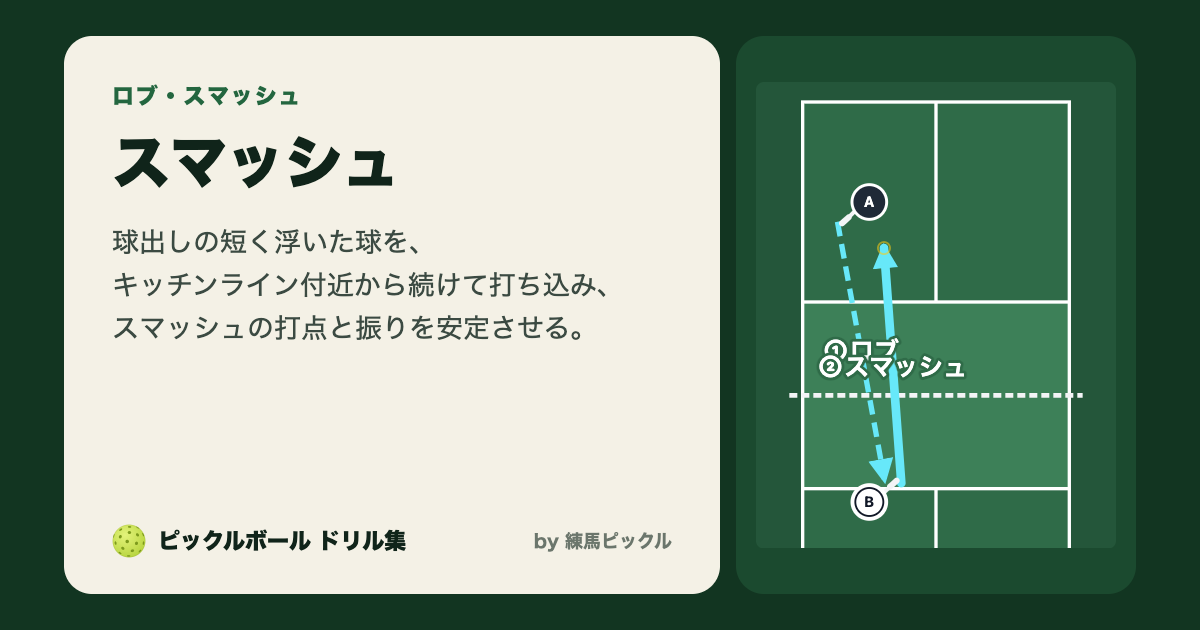 ロブ・スマッシュ
スマッシュ
球出しの短く浮いた球を、
キッチンライン付近から続けて打ち込み、
スマッシュの打点と振りを安定させる。
ピックルボール ドリル集
by 練馬ピックル
A
①ロブ
②スマッシュ
B